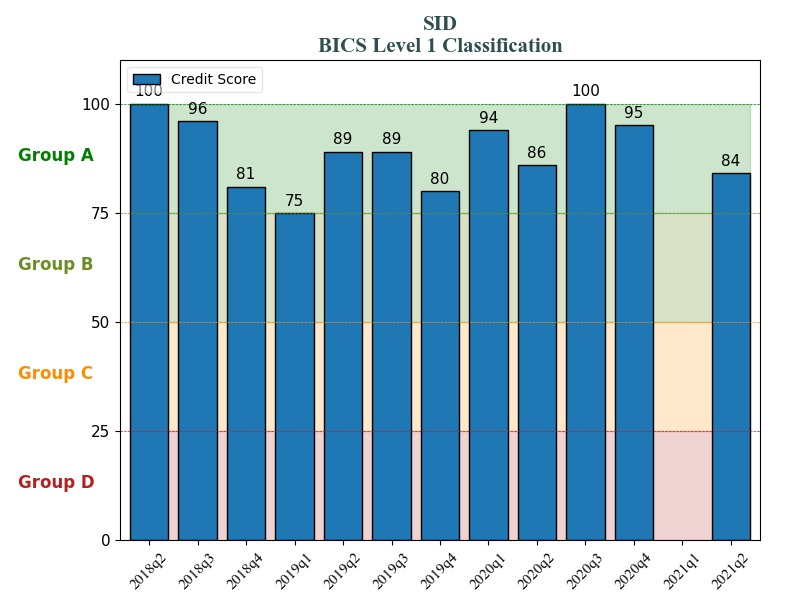 SID
BICS Level 1 Classification
Credit Score
100
96
81
75
89
89
80
94
86
100
95
84
100
Group A
75
Group B
50
Group C
25
Group D
0
2018q2
2018q3
2018q4
2019q1
2019q2
2019q3
2019q4
2020q1
2020q2
2020q3
2020q4
2021q1
2021q2